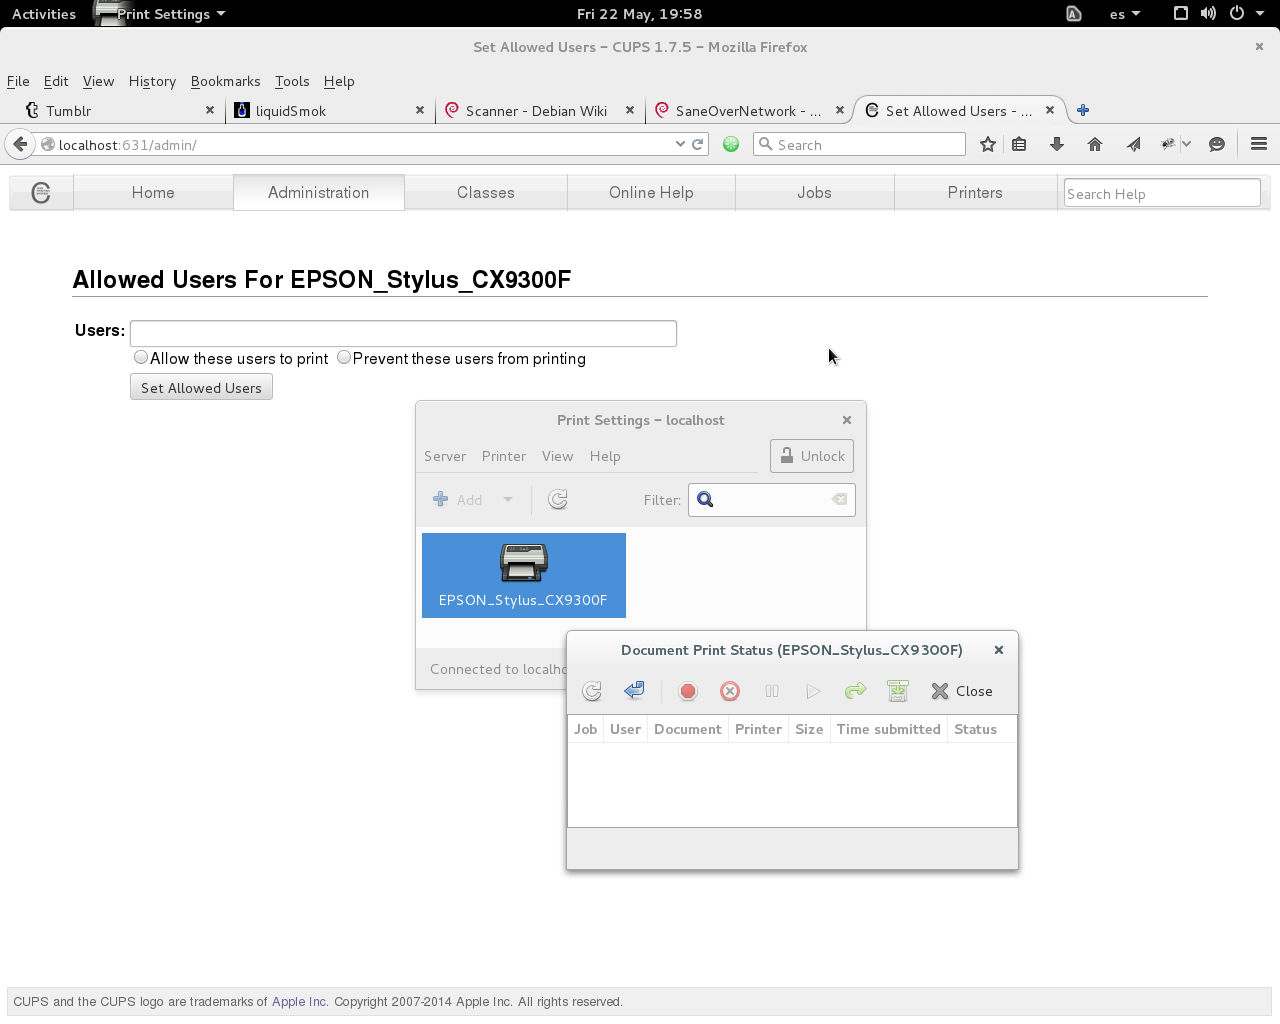 Activities Print Settings Fri 22 May, 19:58 es
Set Allowed Users – CUPS 1.7.5 – Mozilla Firefox
File Edit View History Bookmarks Tools Help
Tumblr liquidSmok Scanner - Debian Wiki SaneOverNetwork - ... Set Allowed Users - ...
localhost:631/admin/ Search
Home Administration Classes Online Help Jobs Printers Search Help
Allowed Users For EPSON_Stylus_CX9300F
Users:
Allow these users to print Prevent these users from printing
Set Allowed Users
Print Settings – localhost
Server Printer View Help Unlock
Add Filter:
EPSON_Stylus_CX9300F
Connected to localho
Document Print Status (EPSON_Stylus_CX9300F)
Close
Job User Document Printer Size Time submitted Status
CUPS and the CUPS logo are trademarks of Apple Inc. Copyright 2007-2014 Apple Inc. All rights reserved.